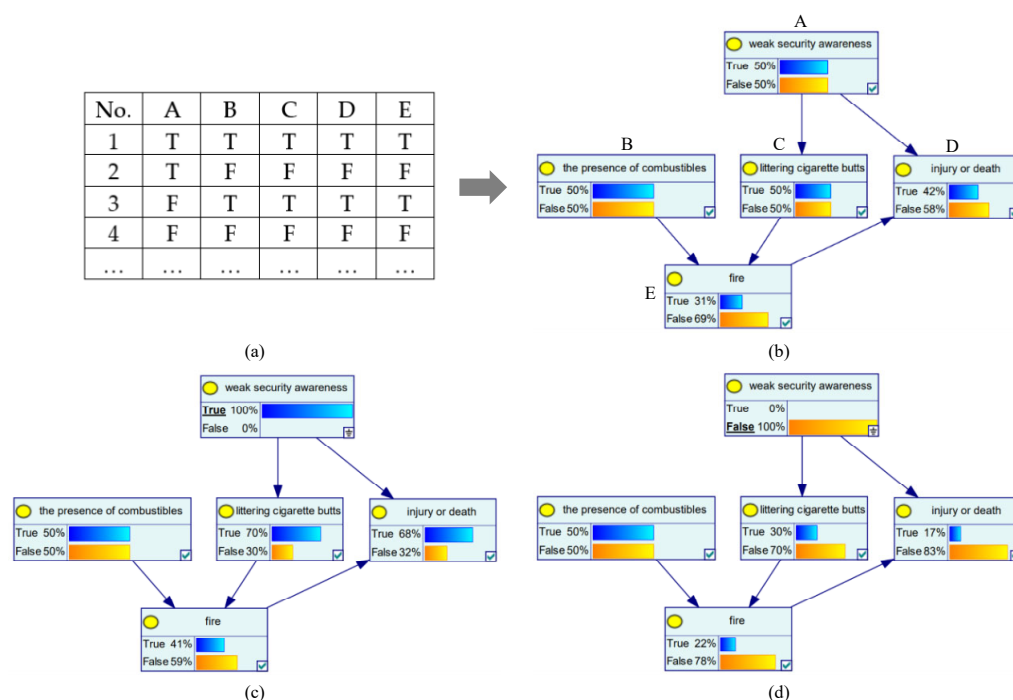 No. A B C D E
1 T T T T T
2 T F F F F
3 F T T T T
4 F F F F F
... ... ... ... ... ...
(a)
A
weak security awareness
True 50%
False 50%
B
the presence of combustibles
True 50%
False 50%
C
littering cigarette butts
True 50%
False 50%
D
injury or death
True 42%
False 58%
E
fire
True 31%
False 69%
(b)
weak security awareness
True 100%
False 0%
the presence of combustibles
True 50%
False 50%
littering cigarette butts
True 70%
False 30%
injury or death
True 68%
False 32%
fire
True 41%
False 59%
(c)
weak security awareness
True 0%
False 100%
the presence of combustibles
True 50%
False 50%
littering cigarette butts
True 30%
False 70%
injury or death
True 17%
False 83%
fire
True 22%
False 78%
(d)